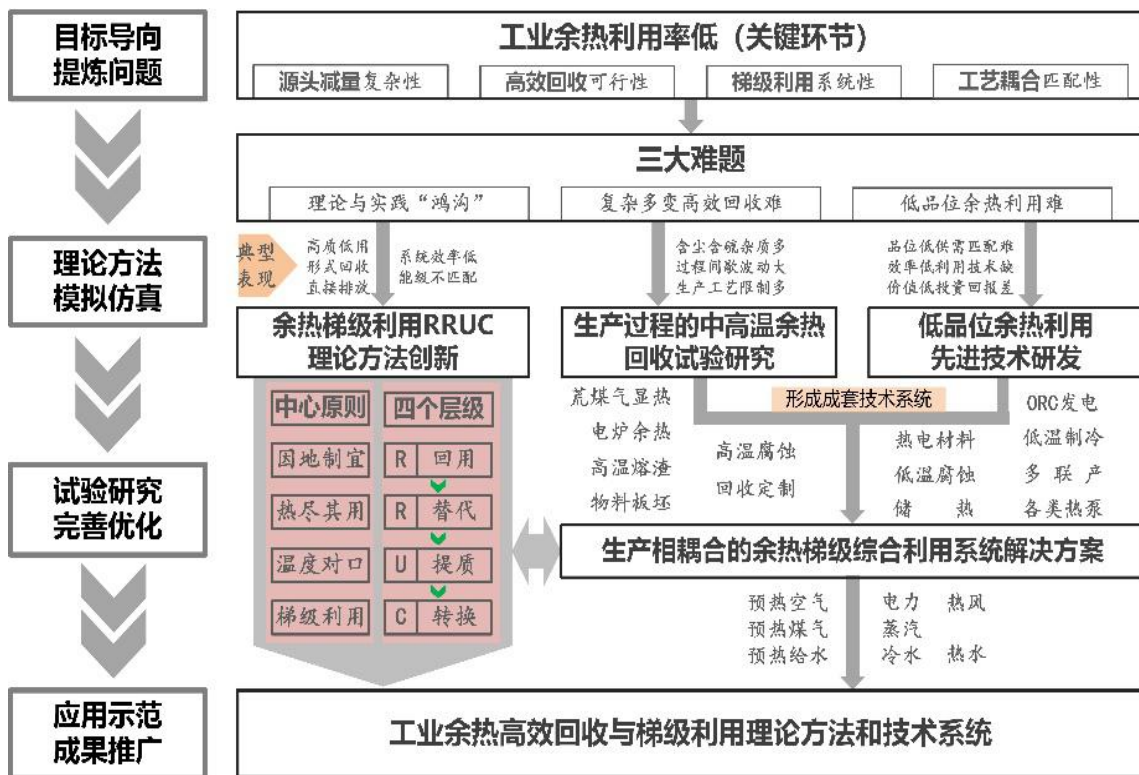 目标导向
提炼问题
工业余热利用率低（关键环节）
源头减量复杂性
高效回收可行性
梯级利用系统性
工艺耦合匹配性
三大难题
理论与实践“鸿沟”
复杂多变高效回收难
低品位余热利用难
理论方法
模拟仿真
典型
表现
高质低用
形式回收
直接排放
系统效率低
能级不匹配
含尘含硫杂质多
过程间歇波动大
生产工艺限制多
品位低供需匹配难
效率低利用技术缺
价值低投资回报差
余热梯级利用RRUC
理论方法创新
生产过程的中高温余热
回收试验研究
低品位余热利用
先进技术研发
中心原则
四个层级
因地制宜
R 回用
热尽其用
R 替代
温度对口
U 提质
梯级利用
C 转换
形成成套技术系统
荒煤气显热
电炉余热
高温熔渣
物料板坯
高温腐蚀
回收定制
热电材料
低温腐蚀
储 热
ORC发电
低温制冷
多 联 产
各类热泵
试验研究
完善优化
生产相耦合的余热梯级综合利用系统解决方案
预热空气
预热煤气
预热给水
电力 热风
蒸汽
冷水 热水
应用示范
成果推广
工业余热高效回收与梯级利用理论方法和技术系统